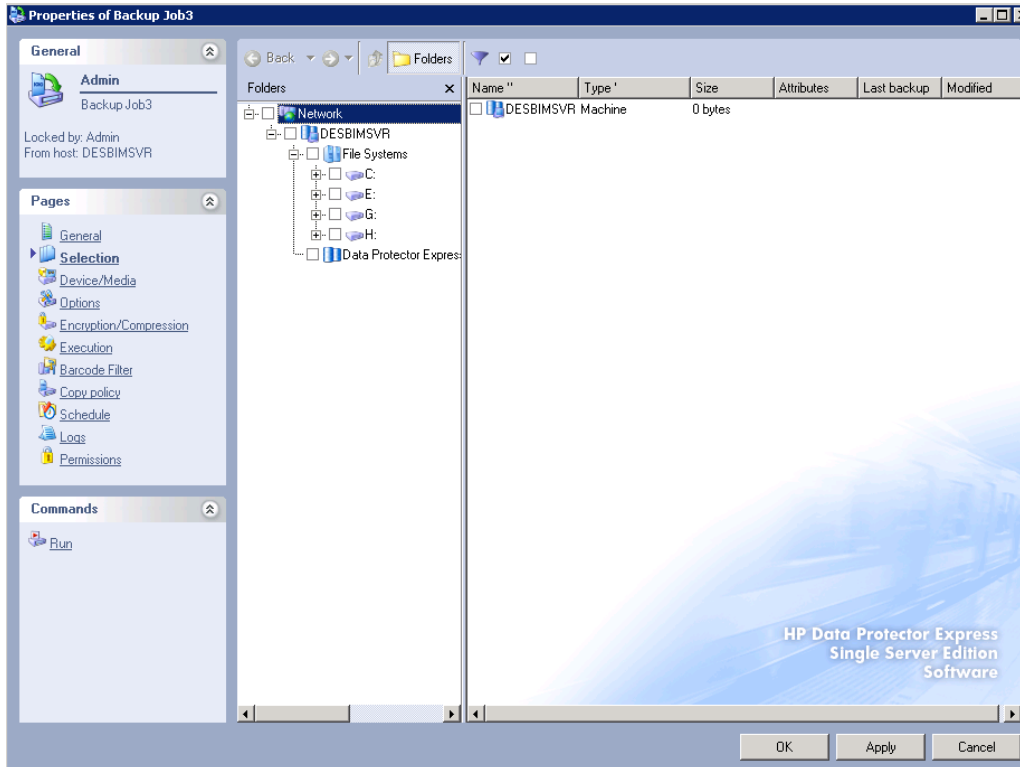 Properties of Backup Job3
General
Admin
Backup Job3
Locked by: Admin
From host: DESBIMSVR
Pages
General
Selection
Device/Media
Options
Encryption/Compression
Execution
Barcode Filter
Copy policy
Schedule
Logs
Permissions
Commands
Run
Back
Folders
Folders
Network
DESBIMSVR
File Systems
C:
E:
G:
H:
Data Protector Expres
Name " Type ' Size Attributes Last backup Modified
DESBIMSVR Machine 0 bytes
HP Data Protector Express
Single Server Edition
Software
OK Apply Cancel